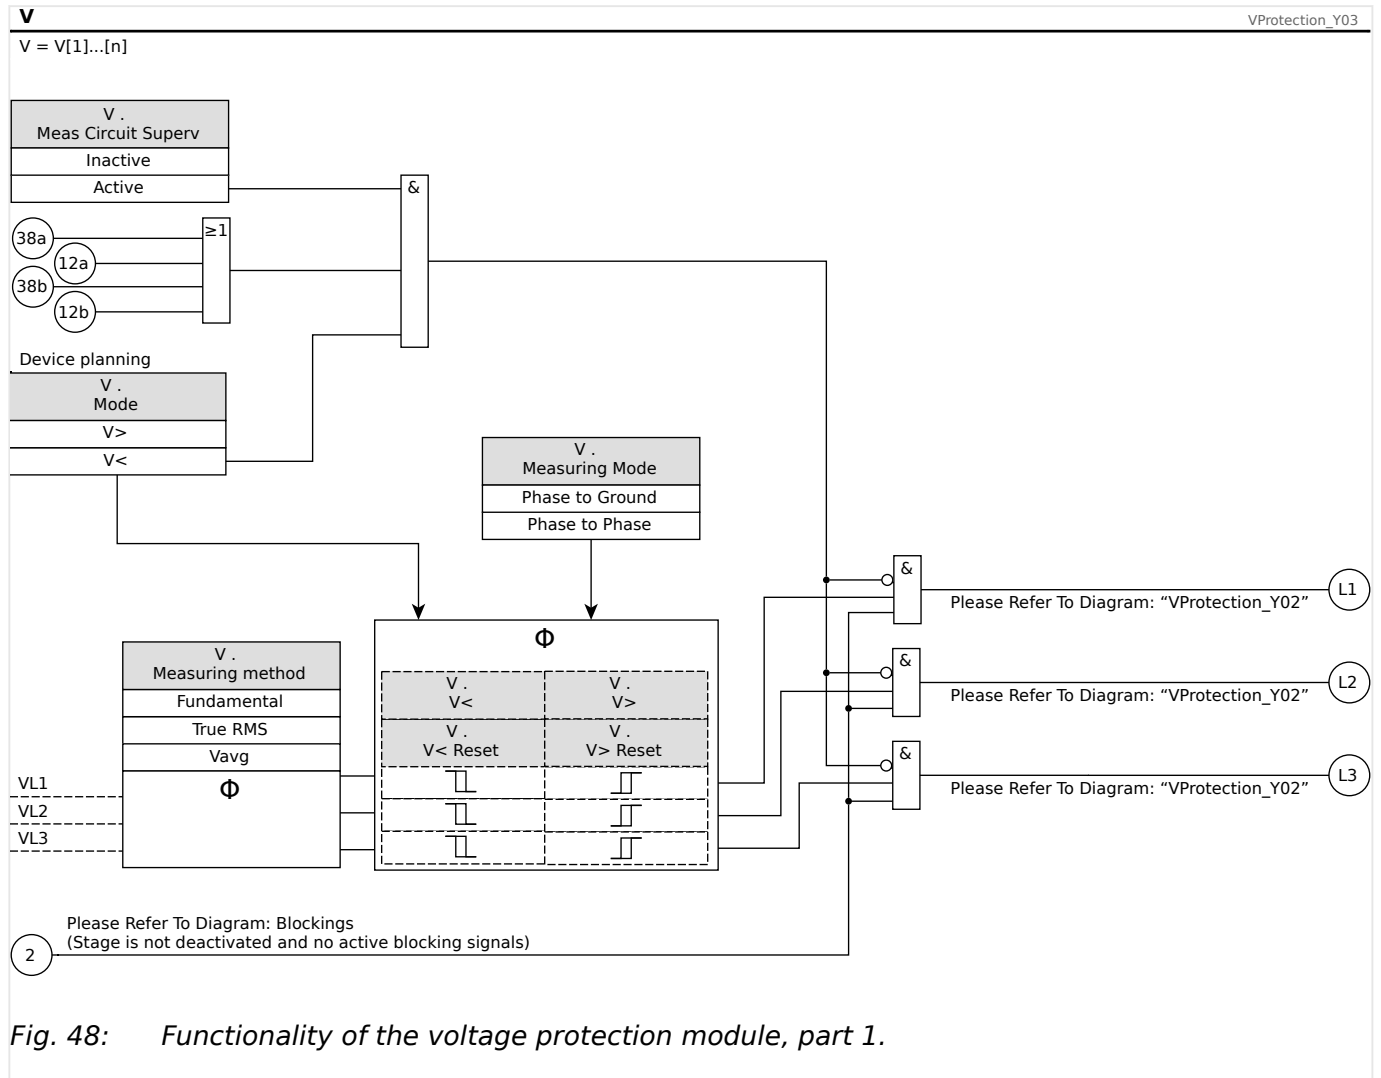 V
VProtection_Y03
V = V[1]...[n]
V .
Meas Circuit Superv
Inactive
Active
&
38a
≥1
12a
38b
12b
Device planning
V .
Mode
V>
V<
V .
Measuring Mode
Phase to Ground
Phase to Phase
&
L1
Please Refer To Diagram: “VProtection_Y02”
&
L2
Please Refer To Diagram: “VProtection_Y02”
&
L3
Please Refer To Diagram: “VProtection_Y02”
Φ
V .
V<
V .
V>
V .
V< Reset
V .
V> Reset
V .
Measuring method
Fundamental
True RMS
Vavg
Φ
VL1
VL2
VL3
Please Refer To Diagram: Blockings
(Stage is not deactivated and no active blocking signals)
2
Fig. 48: Functionality of the voltage protection module, part 1.